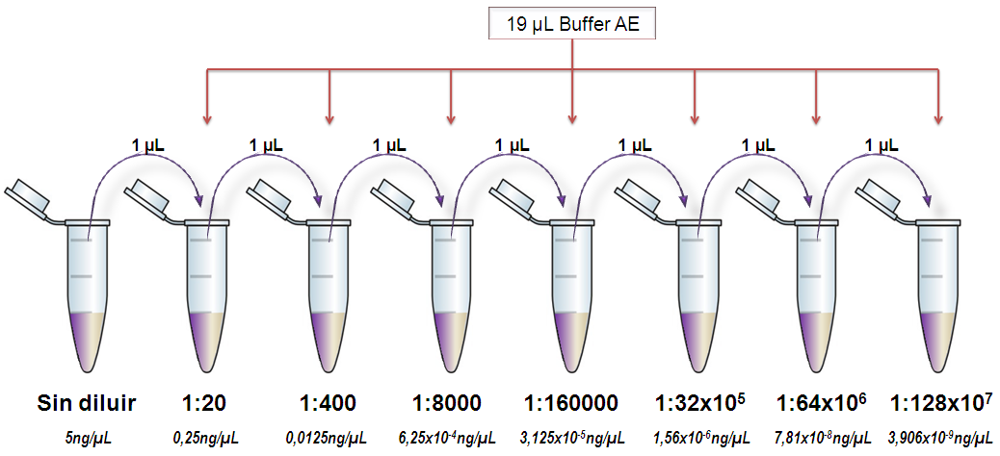 19 µL Buffer AE
1 µL 1 µL 1 µL 1 µL 1 µL 1 µL 1 µL
Sin diluir 1:20 1:400 1:8000 1:160000 1:32x10⁵ 1:64x10⁶ 1:128x10⁷
5ng/µL 0,25ng/µL 0,0125ng/µL 6,25x10⁻⁴ng/µL 3,125x10⁻⁵ng/µL 1,56x10⁻⁶ng/µL 7,81x10⁻⁸ng/µL 3,906x10⁻⁹ng/µL